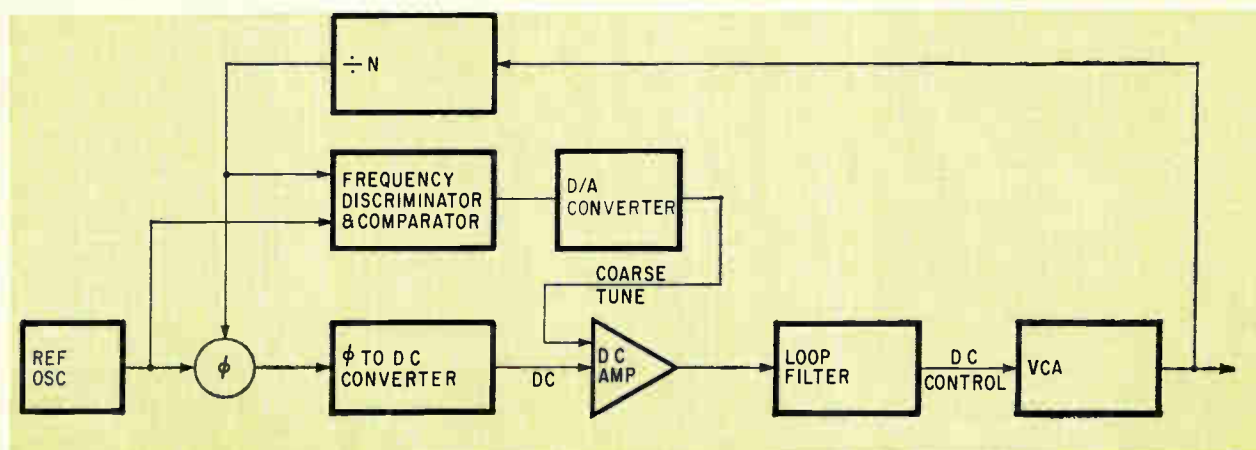 ÷ N
FREQUENCY
DISCRIMINATOR
& COMPARATOR
D/A
CONVERTER
COARSE
TUNE
REF
OSC
ϕ
ϕ TO DC
CONVERTER
DC
DC
AMP
LOOP
FILTER
DC
CONTROL
VCA